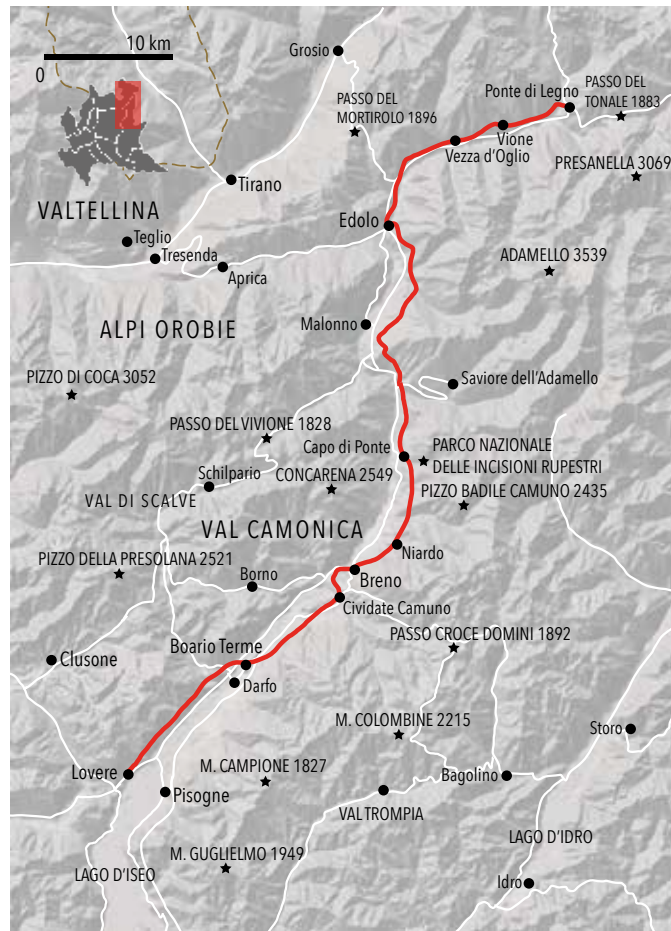 10 km
0
Grosio
Ponte di Legno
PASSO DEL
TONALE 1883
PASSO DEL
MORTIROLO 1896
Vione
Vezza d'Oglio
PRESANELLA 3069
Tirano
VALTELLINA
Edolo
Teglio
Tresenda
Aprica
ADAMELLO 3539
ALPI OROBIE
Malonno
PIZZO DI COCA 3052
Saviore dell'Adamello
PASSO DEL VIVIONE 1828
Capo di Ponte
PARCO NAZIONALE
DELLE INCISIONI RUPESTRI
Schilpario
CONCARENA 2549
PIZZO BADILE CAMUNO 2435
VAL DI SCALVE
VAL CAMONICA
Niardo
PIZZO DELLA PRESOLANA 2521
Borno
Breno
Cividate Camuno
PASSO CROCE DOMINI 1892
Clusone
Boario Terme
Darfo
M. COLOMBINE 2215
Storo
Lovere
M. CAMPIONE 1827
Bagolino
Pisogne
VAL TROMPIA
LAGO D'IDRO
M. GUGLIELMO 1949
LAGO D'ISEO
Idro